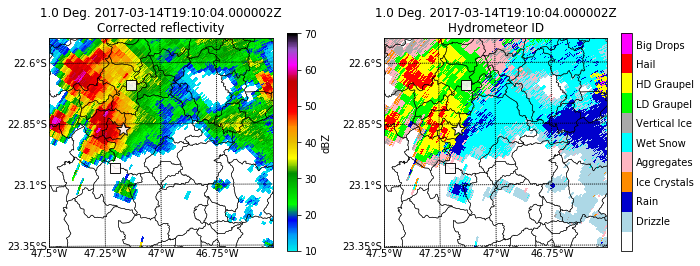 1.0 Deg. 2017-03-14T19:10:04.000002Z
Corrected reflectivity
22.6°S
22.85°S
23.1°S
23.35°S
47.5°W
47.25°W
47°W
46.75°W
70
60
50
40
30
20
10
dBZ
1.0 Deg. 2017-03-14T19:10:04.000002Z
Hydrometeor ID
22.6°S
22.85°S
23.1°S
23.35°S
47.5°W
47.25°W
47°W
46.75°W
Big Drops
Hail
HD Graupel
LD Graupel
Vertical Ice
Wet Snow
Aggregates
Ice Crystals
Rain
Drizzle